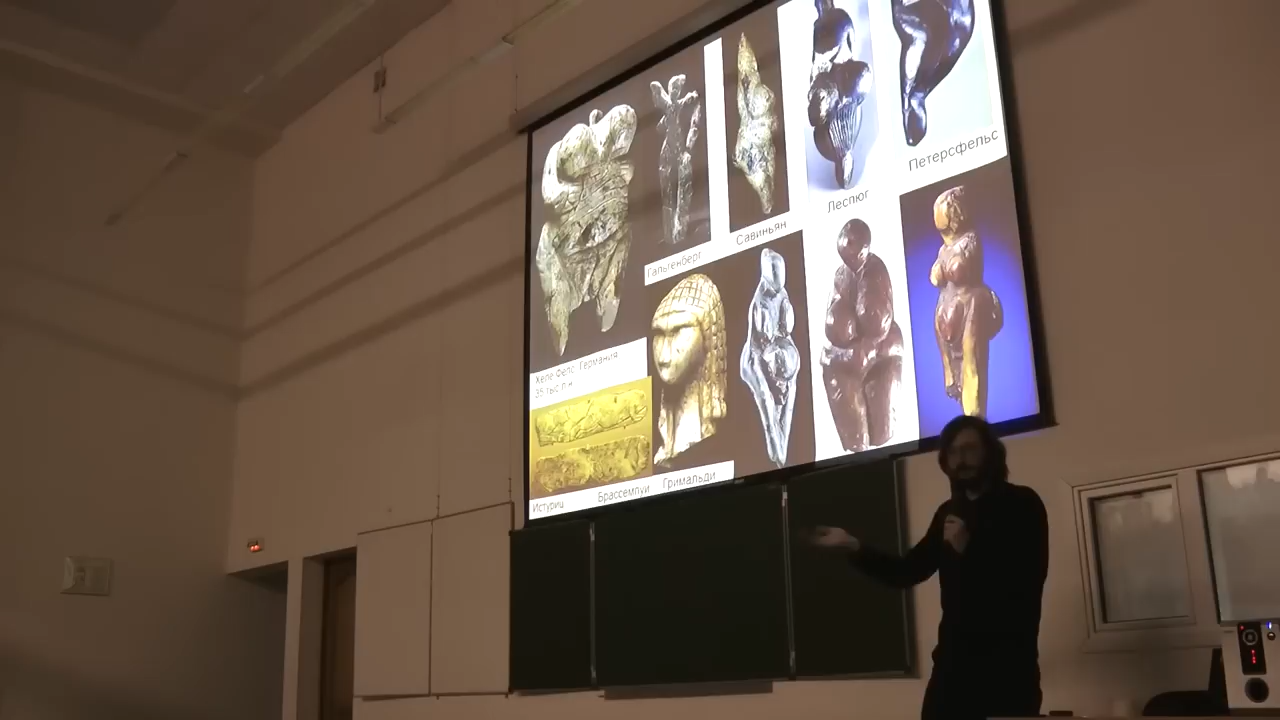 Петерсфельс
Леспюг
Савиньян
Гальгенберг
Холе Фелс, Германия
35 тыс.л.н.
Истуриц
Брассемпуи
Гримальди